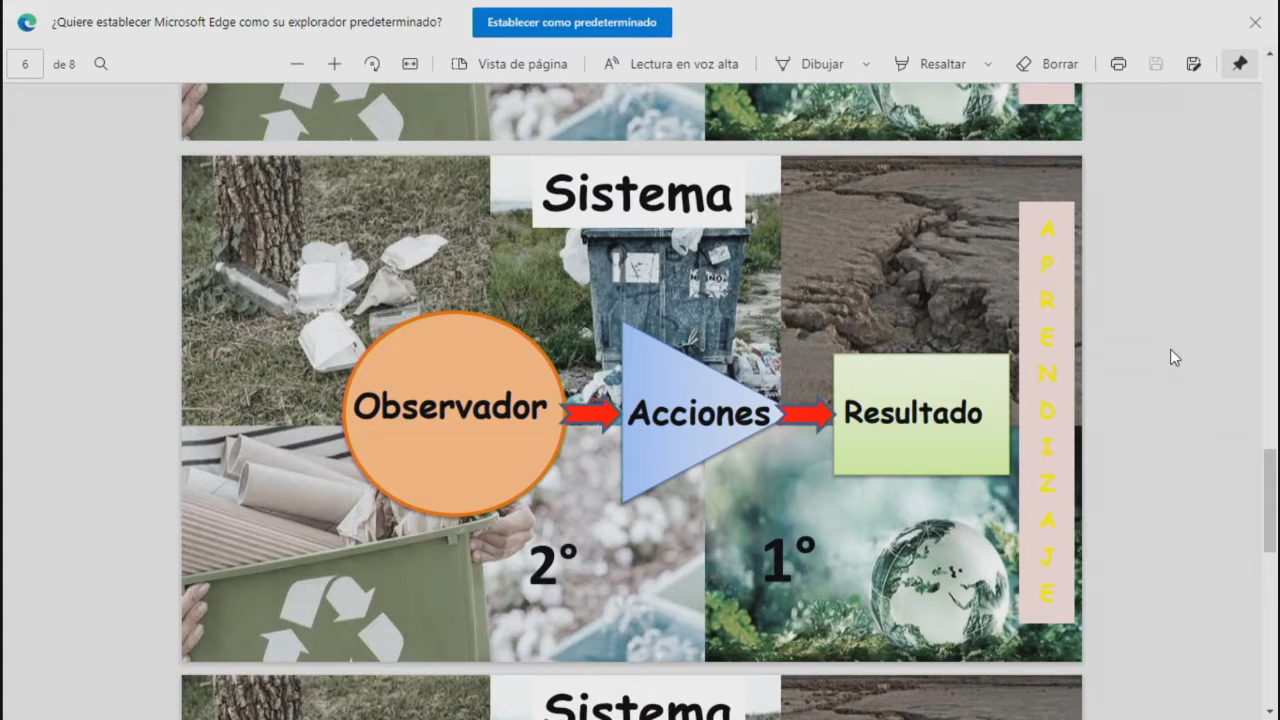 ¿Quiere establecer Microsoft Edge como su explorador predeterminado?
Establecer como predeterminado
6
de 8
Vista de página
Lectura en voz alta
Dibujar
Resaltar
Borrar
Sistema
Observador
Acciones
Resultado
2°
1°
A
P
R
E
N
D
I
Z
A
J
E
Sistema